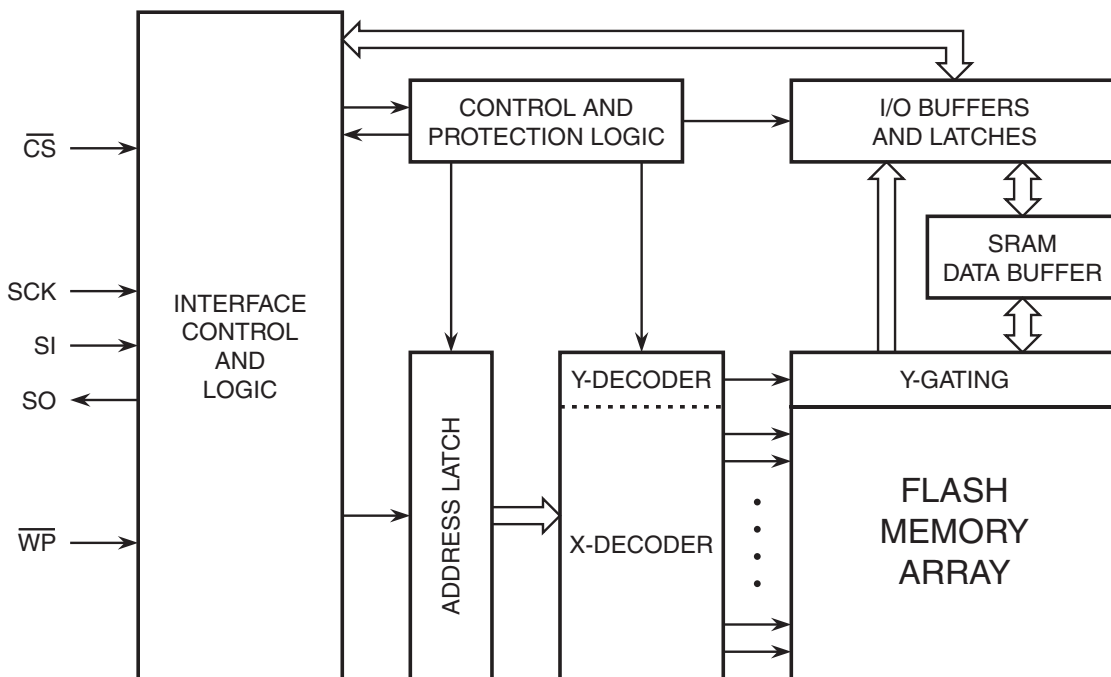 CS
SCK
SI
SO
WP
INTERFACE
CONTROL
AND
LOGIC
CONTROL AND
PROTECTION LOGIC
I/O BUFFERS
AND LATCHES
SRAM
DATA BUFFER
ADDRESS LATCH
Y-DECODER
X-DECODER
Y-GATING
FLASH
MEMORY
ARRAY